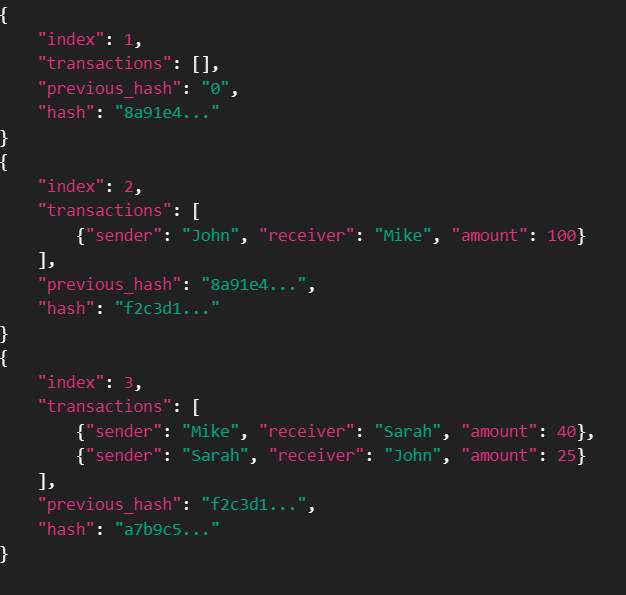 {
    "index": 1,
    "transactions": [],
    "previous_hash": "0",
    "hash": "8a91e4..."
}
{
    "index": 2,
    "transactions": [
        {"sender": "John", "receiver": "Mike", "amount": 100}
    ],
    "previous_hash": "8a91e4...",
    "hash": "f2c3d1..."
}
{
    "index": 3,
    "transactions": [
        {"sender": "Mike", "receiver": "Sarah", "amount": 40},
        {"sender": "Sarah", "receiver": "John", "amount": 25}
    ],
    "previous_hash": "f2c3d1...",
    "hash": "a7b9c5..."
}